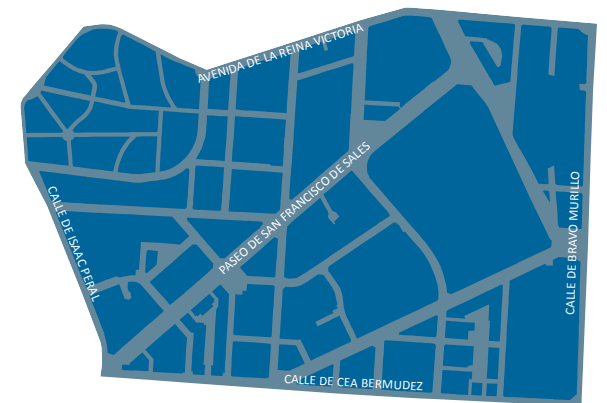 AVENIDA DE LA REINA VICTORIA
PASEO DE SAN FRANCISCO DE SALES
CALLE DE ISAAC PERAL
CALLE DE BRAVO MURILLO
CALLE DE CEA BERMUDEZ